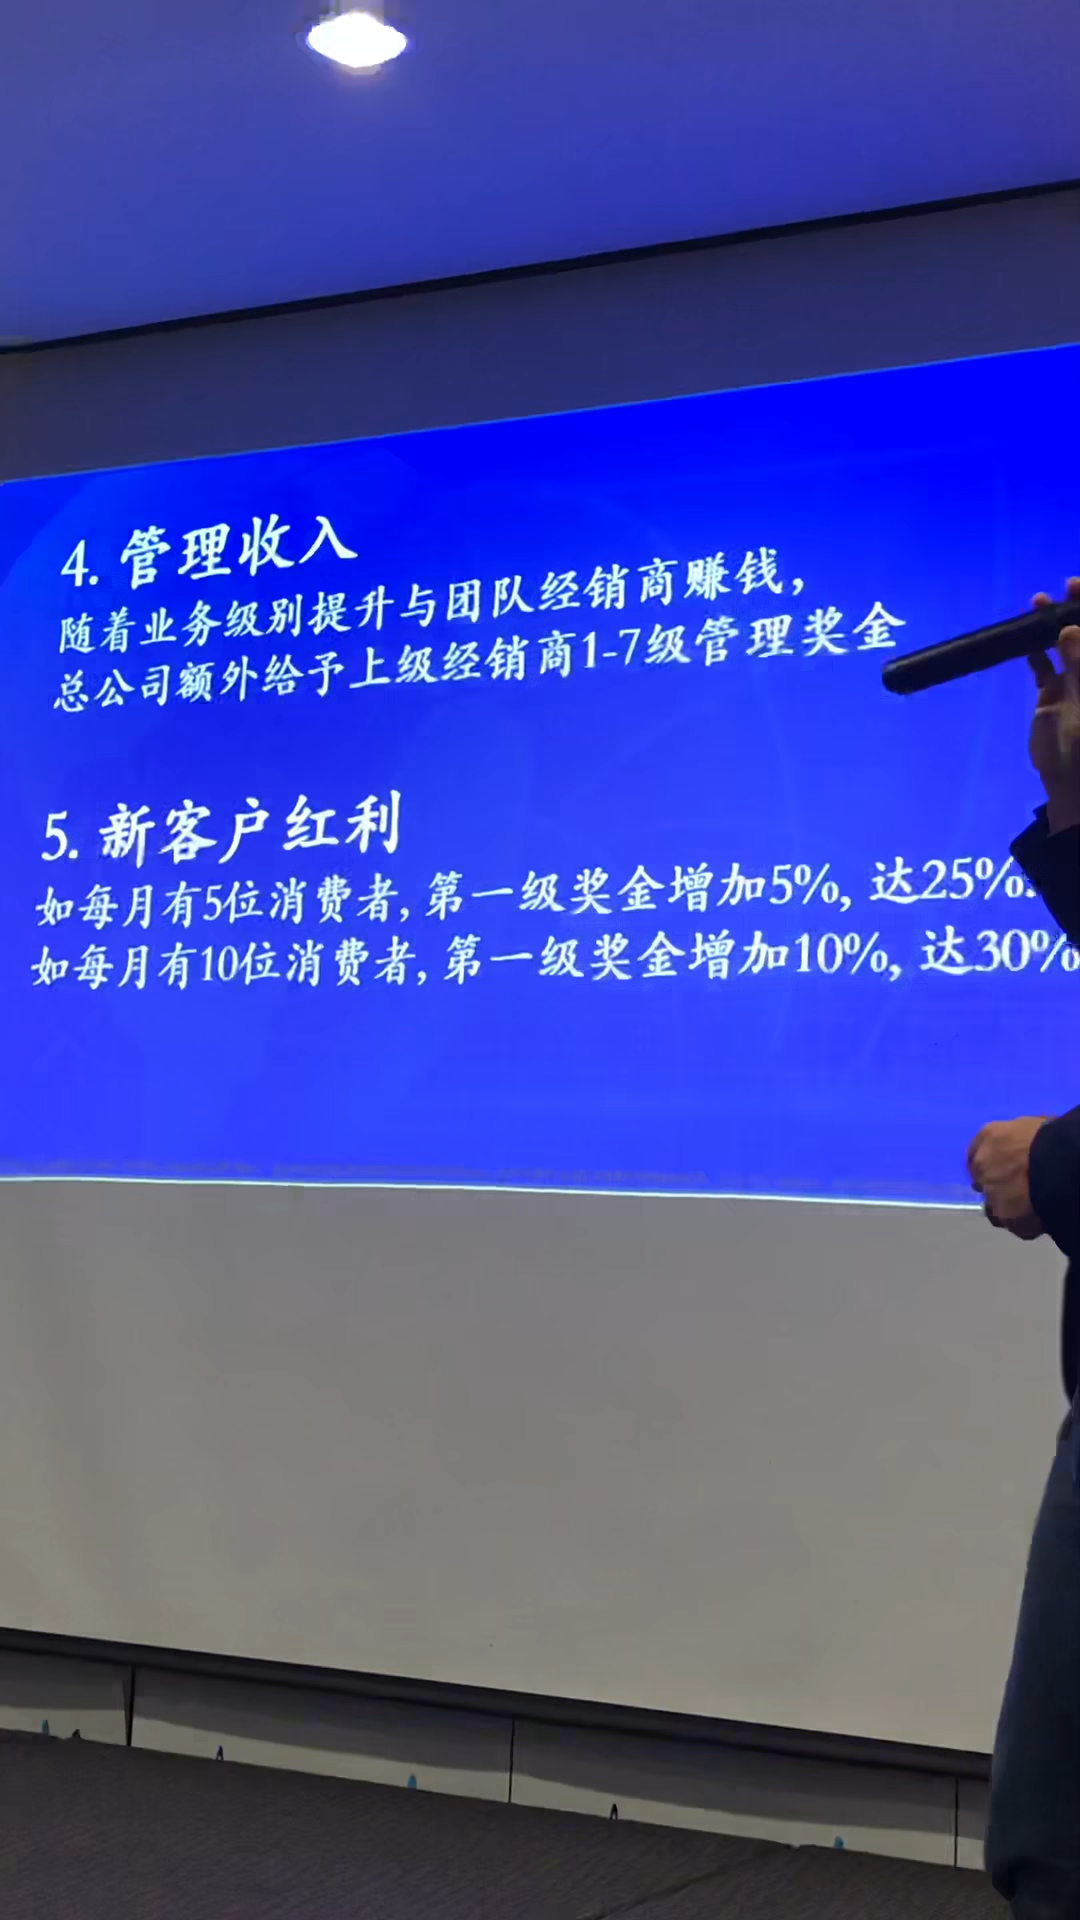 4. 管理收入
随着业务级别提升与团队经销商赚钱，
总公司额外给予上级经销商1-7级管理奖金
5. 新客户红利
如每月有5位消费者, 第一级奖金增加5%, 达25%
如每月有10位消费者, 第一级奖金增加10%, 达30%